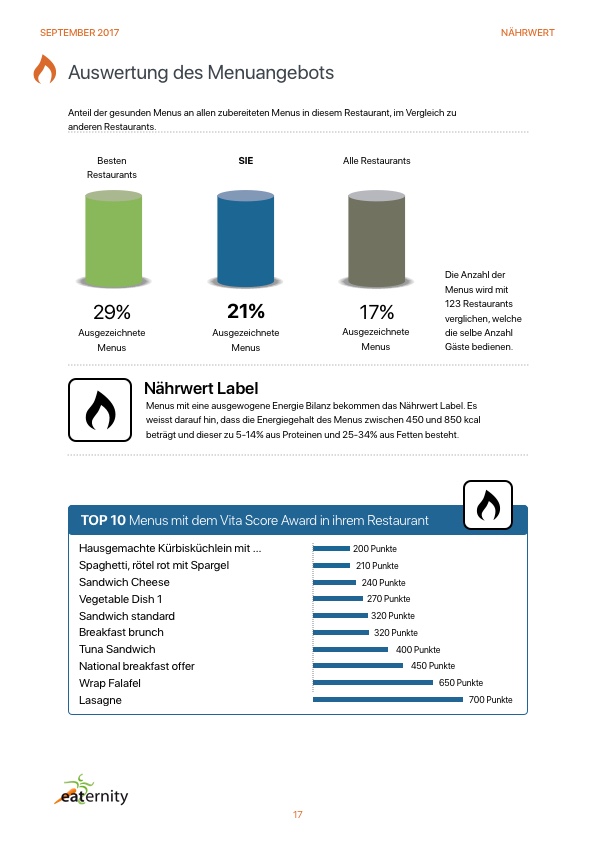 SEPTEMBER 2017
NÄHRWERT
Auswertung des Menuangebots
Anteil der gesunden Menus an allen zubereiteten Menus in diesem Restaurant, im Vergleich zu
anderen Restaurants.
Besten
Restaurants
SIE
Alle Restaurants
29%
Ausgezeichnete
Menus
21%
Ausgezeichnete
Menus
17%
Ausgezeichnete
Menus
Die Anzahl der
Menus wird mit
123 Restaurants
verglichen, welche
die selbe Anzahl
Gäste bedienen.
Nährwert Label
Menus mit eine ausgewogene Energie Bilanz bekommen das Nährwert Label. Es
weisst darauf hin, dass die Energiegehalt des Menus zwischen 450 und 850 kcal
beträgt und dieser zu 5-14% aus Proteinen und 25-34% aus Fetten besteht.
TOP 10 Menus mit dem Vita Score Award in ihrem Restaurant
Hausgemachte Kürbisküchlein mit ... 200 Punkte
Spaghetti, rötel rot mit Spargel 210 Punkte
Sandwich Cheese 240 Punkte
Vegetable Dish 1 270 Punkte
Sandwich standard 320 Punkte
Breakfast brunch 320 Punkte
Tuna Sandwich 400 Punkte
National breakfast offer 450 Punkte
Wrap Falafel 650 Punkte
Lasagne 700 Punkte
eaternity
17